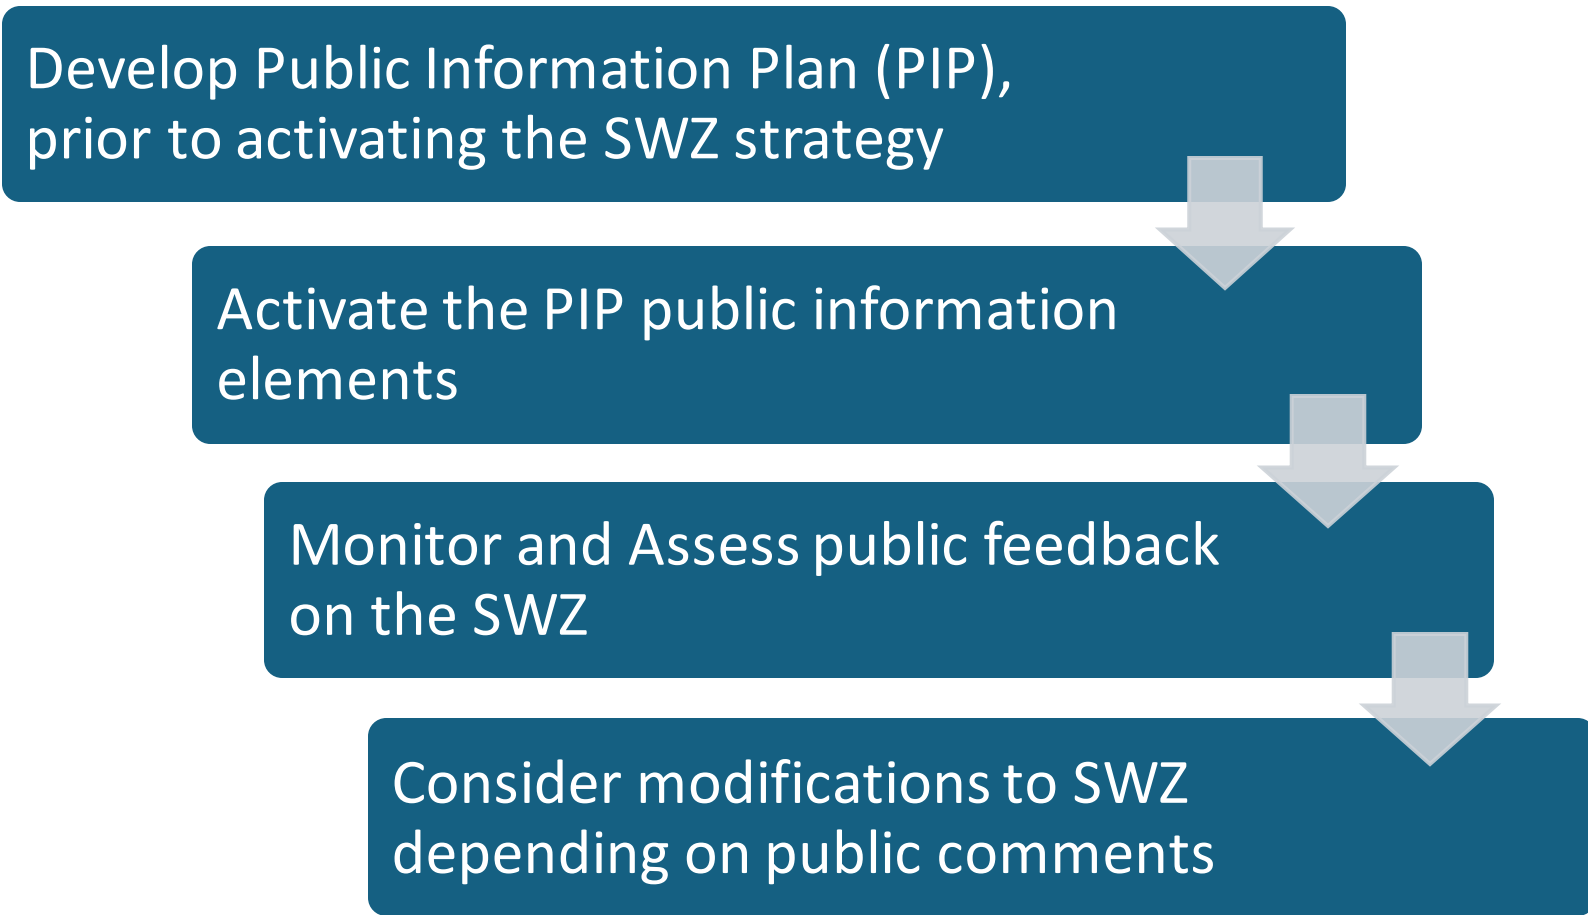 Develop Public Information Plan (PIP),
prior to activating the SWZ strategy
Activate the PIP public information
elements
Monitor and Assess public feedback
on the SWZ
Consider modifications to SWZ
depending on public comments